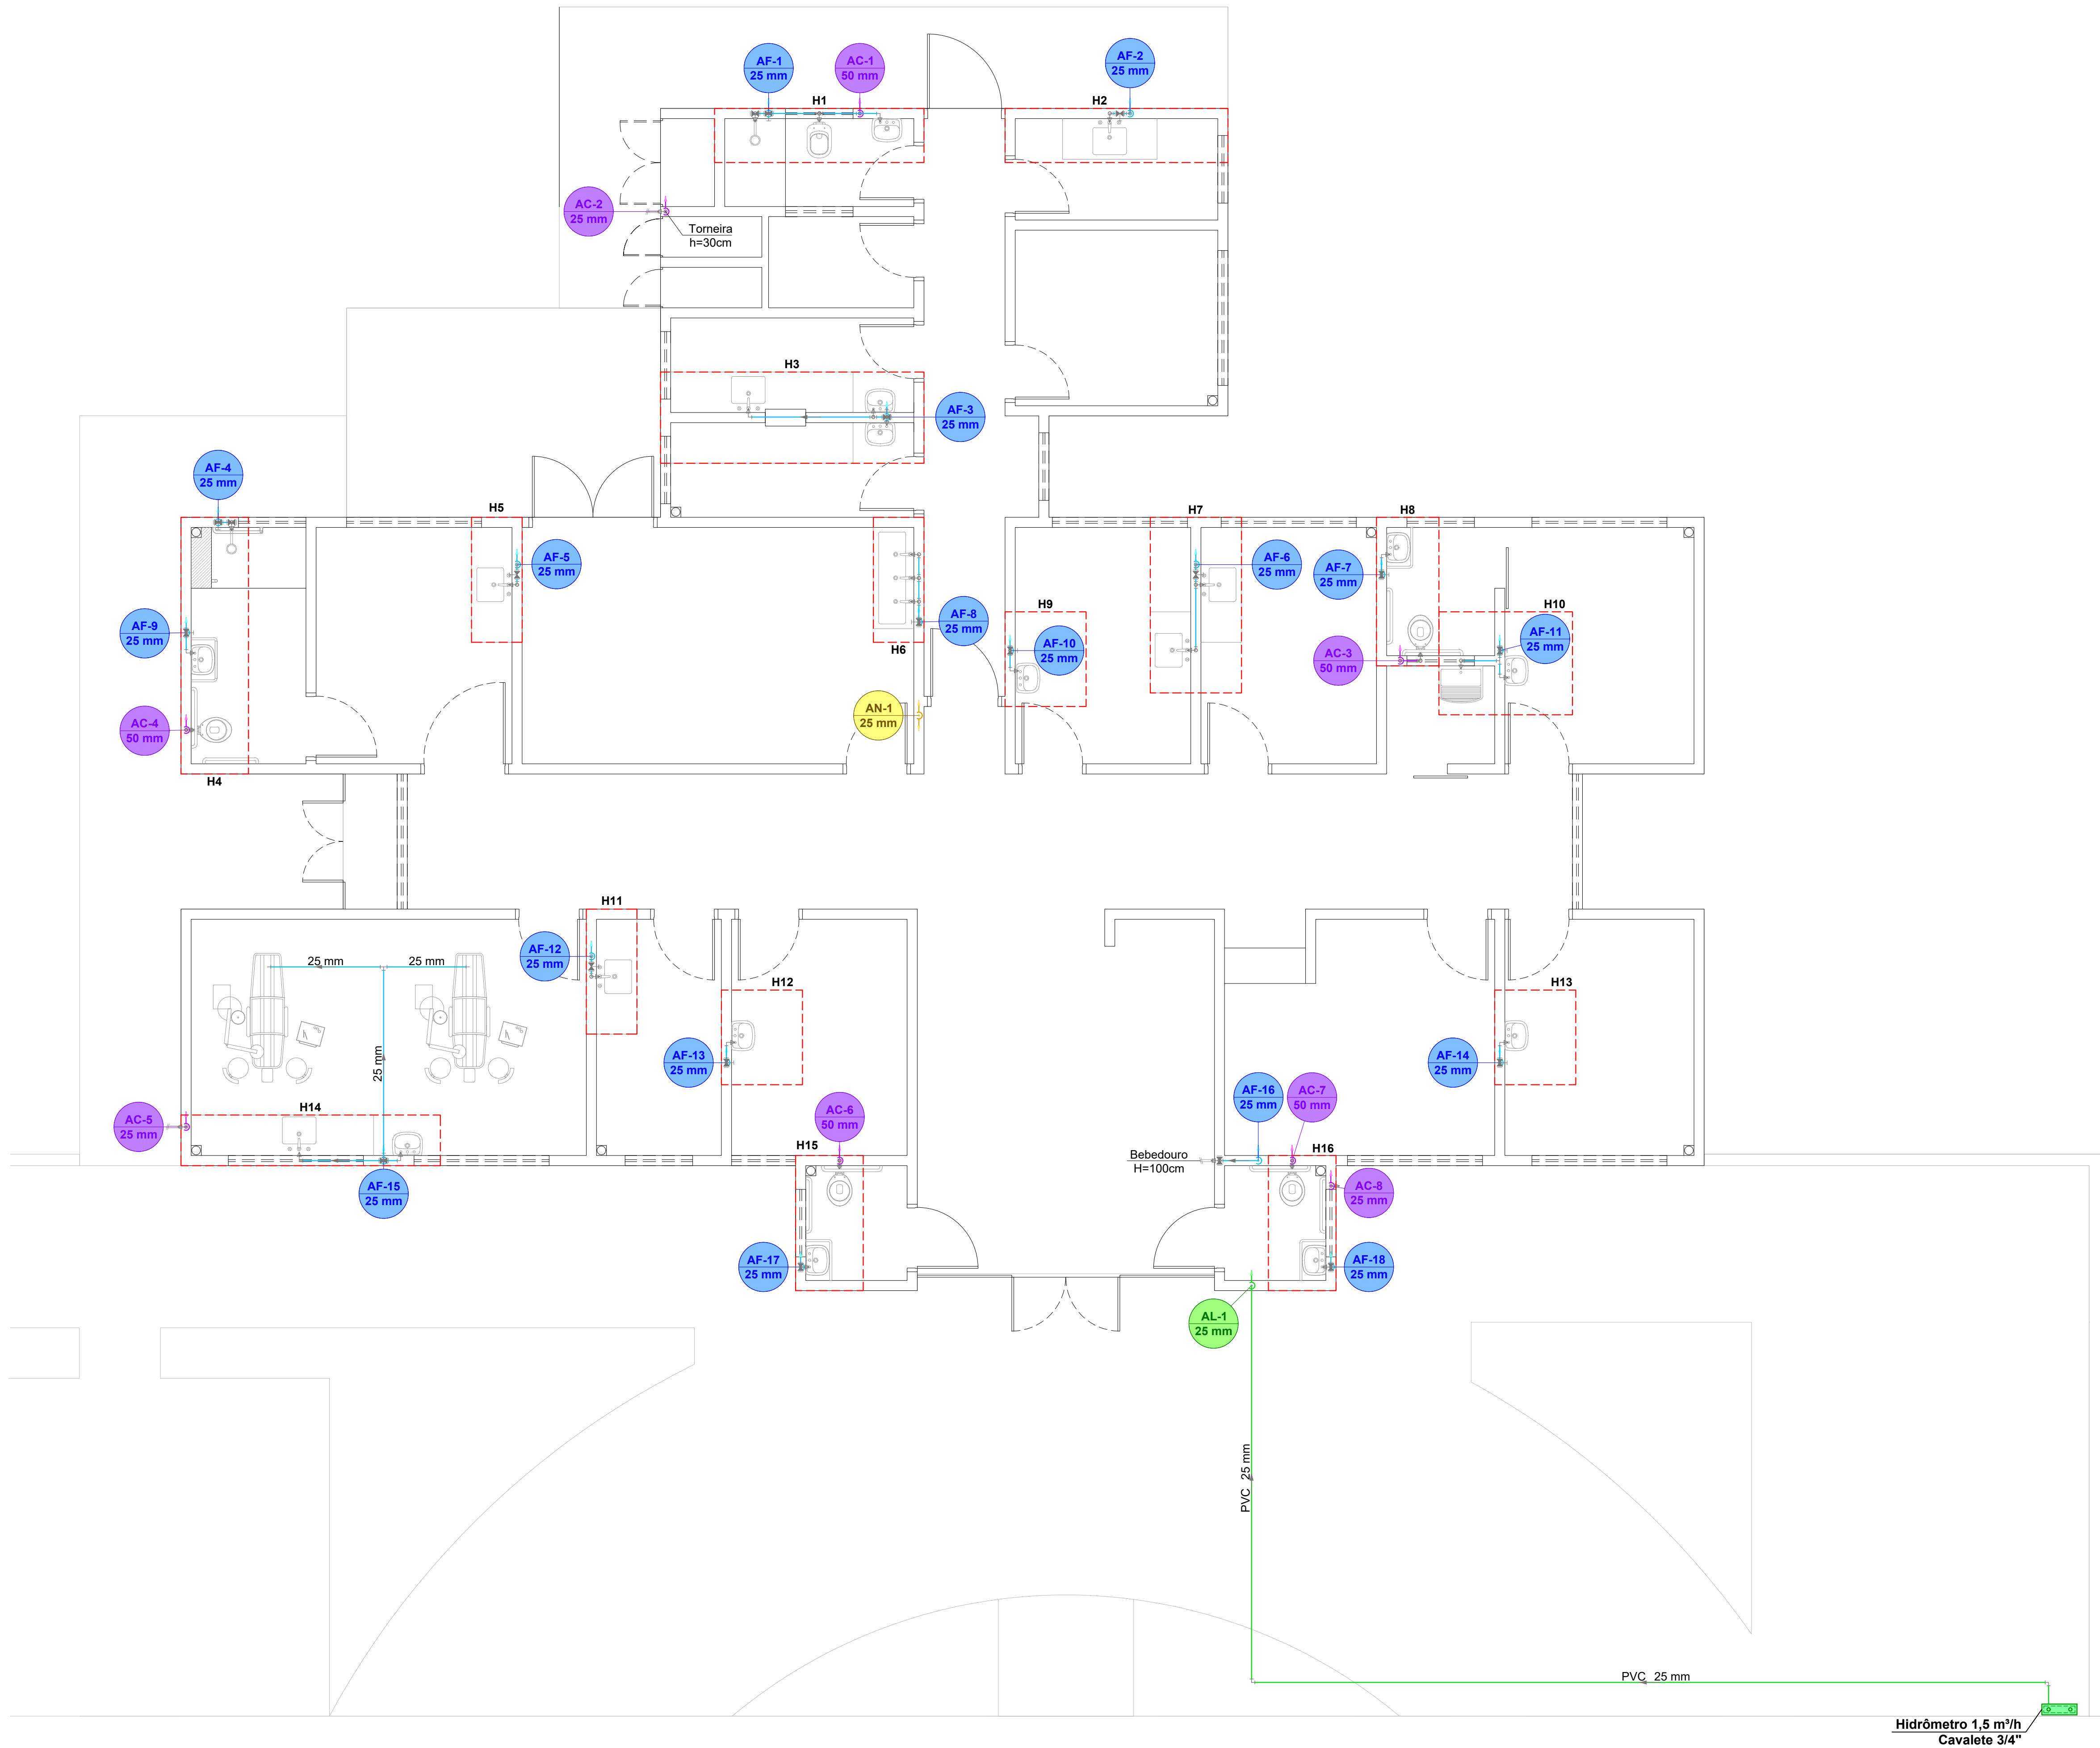 AF-1
25 mm
AC-1
50 mm
AF-2
25 mm
H1
H2
AC-2
25 mm
Torneira
h=30cm
H3
AF-3
25 mm
AF-4
25 mm
H5
H7
H8
AF-5
25 mm
AF-6
25 mm
AF-7
25 mm
AF-9
25 mm
AF-8
25 mm
H9
H10
AF-10
25 mm
AF-11
25 mm
H6
AC-3
50 mm
AC-4
50 mm
AN-1
25 mm
H4
H11
AF-12
25 mm
25 mm
25 mm
H12
H13
25 mm
AF-13
25 mm
AF-14
25 mm
AC-5
25 mm
H14
AC-6
50 mm
AF-16
25 mm
AC-7
50 mm
H15
H16
Bebedouro
H=100cm
AF-15
25 mm
AC-8
25 mm
AF-17
25 mm
AF-18
25 mm
AL-1
25 mm
PVC 25 mm
PVC 25 mm
Hidrômetro 1,5 m³/h
Cavalete 3/4"